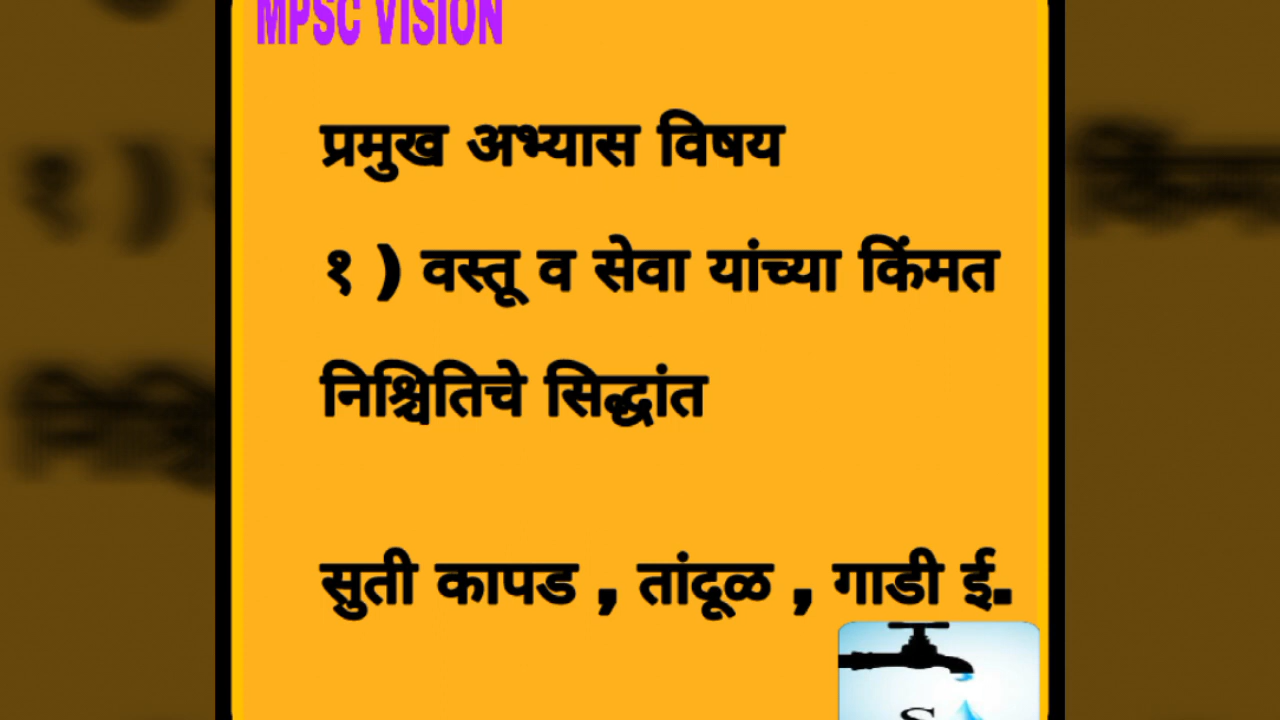 MPSC VISION
प्रमुख अभ्यास विषय
१ ) वस्तू व सेवा यांच्या किंमत
निश्चितिचे सिद्धांत
सुती कापड , तांदूळ , गाडी ई.